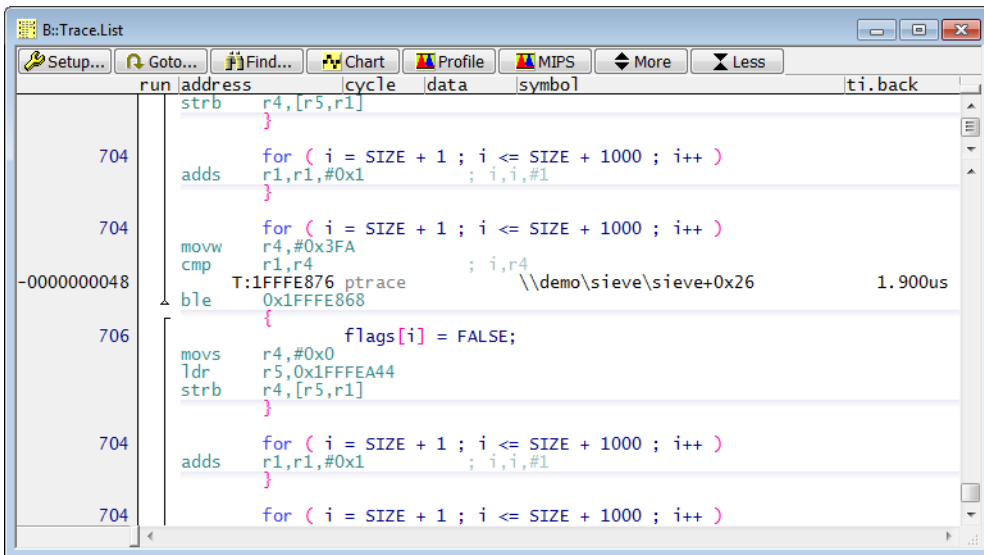 B::Trace.List
Setup... Goto... Find... Chart Profile MIPS More Less
run address cycle data symbol ti.back
strb r4,[r5,r1]
}
704 for ( i = SIZE + 1 ; i <= SIZE + 1000 ; i++ )
adds r1,r1,#0x1 ; i,i,#1
}
704 for ( i = SIZE + 1 ; i <= SIZE + 1000 ; i++ )
movw r4,#0x3FA
cmp r1,r4 ; i,r4
-0000000048 T:1FFFE876 ptrace \\demo\sieve\sieve+0x26 1.900us
ble 0x1FFFE868
{
706 flags[i] = FALSE;
movs r4,#0x0
ldr r5,0x1FFFEA44
strb r4,[r5,r1]
}
704 for ( i = SIZE + 1 ; i <= SIZE + 1000 ; i++ )
adds r1,r1,#0x1 ; i,i,#1
}
704 for ( i = SIZE + 1 ; i <= SIZE + 1000 ; i++ )